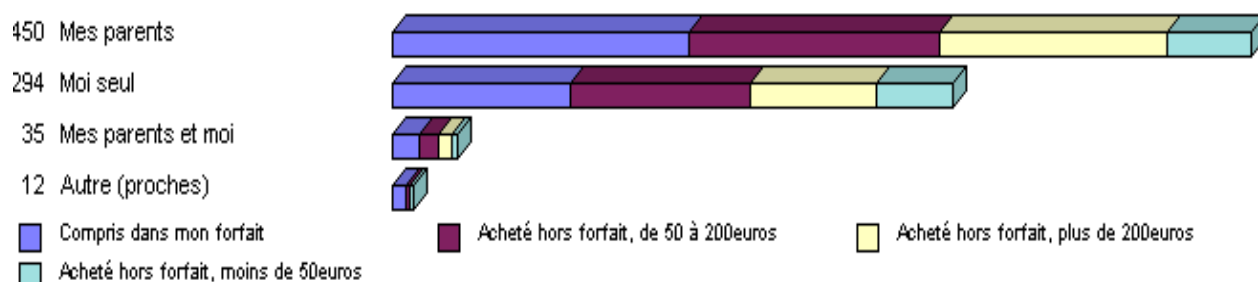 450 Mes parents
294 Moi seul
35 Mes parents et moi
12 Autre (proches)
Compris dans mon forfait
Acheté hors forfait, de 50 à 200euros
Acheté hors forfait, plus de 200euros
Acheté hors forfait, moins de 50euros